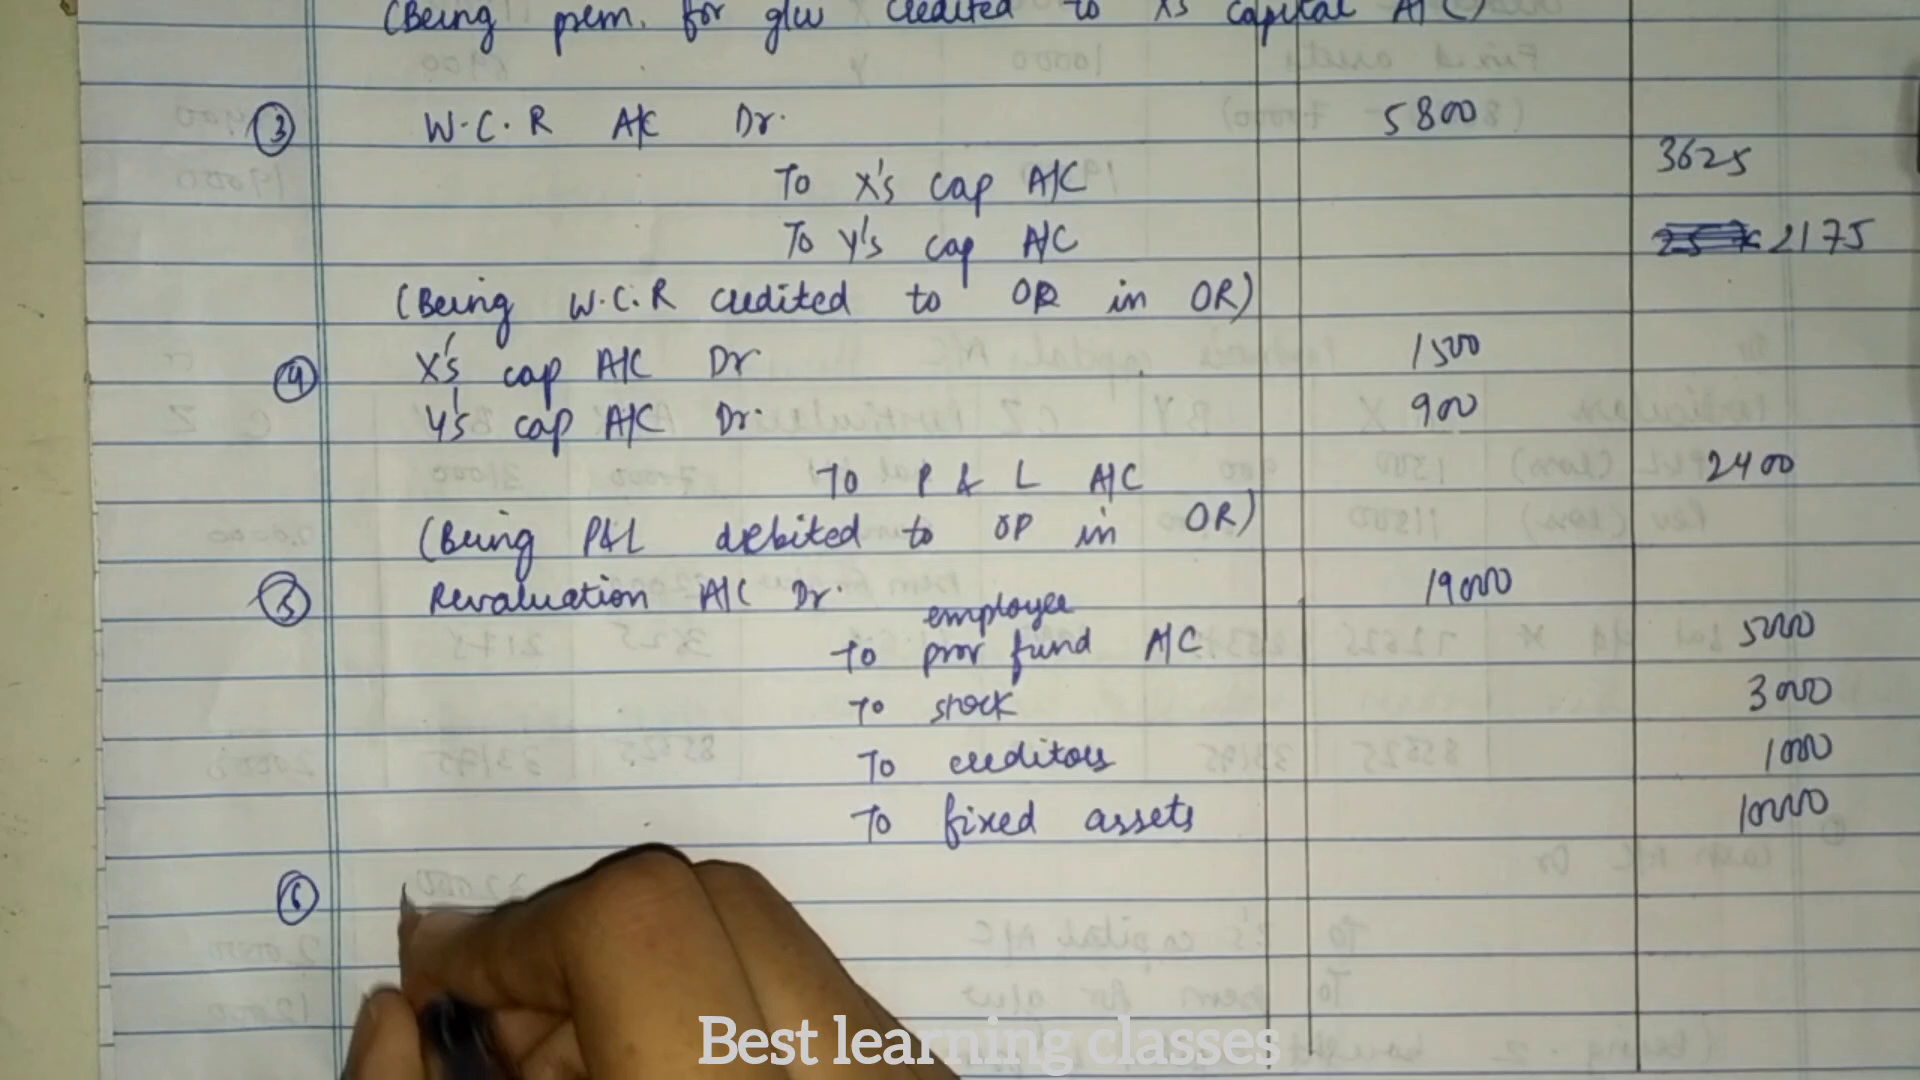 (Being prem. for g/w credited to X's capital A/C)
③ W.C.R A/C Dr. 5800
To X's cap A/C 3625
To Y's cap A/C 2175
(Being W.C.R credited to OP in OR)
④ X's cap A/C Dr 1500
Y's cap A/C Dr. 900
To P & L A/C 2400
(Being P&L debited to OP in OR)
⑤ Revaluation A/C Dr. 19000
employee
To prov fund A/C 5000
To stock 3000
To creditors 1000
To fixed assets 10000
⑥
Best learning classes